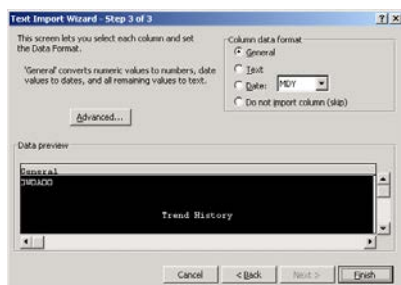 Text Import Wizard - Step 3 of 3
This screen lets you select each column and set
the Data Format.
'General' converts numeric values to numbers, date
values to dates, and all remaining values to text.
Advanced...
Column data format
General
Text
Date: MDY
Do not import column (skip)
Data preview
General
Trend History
Cancel
< Back
Next >
Finish